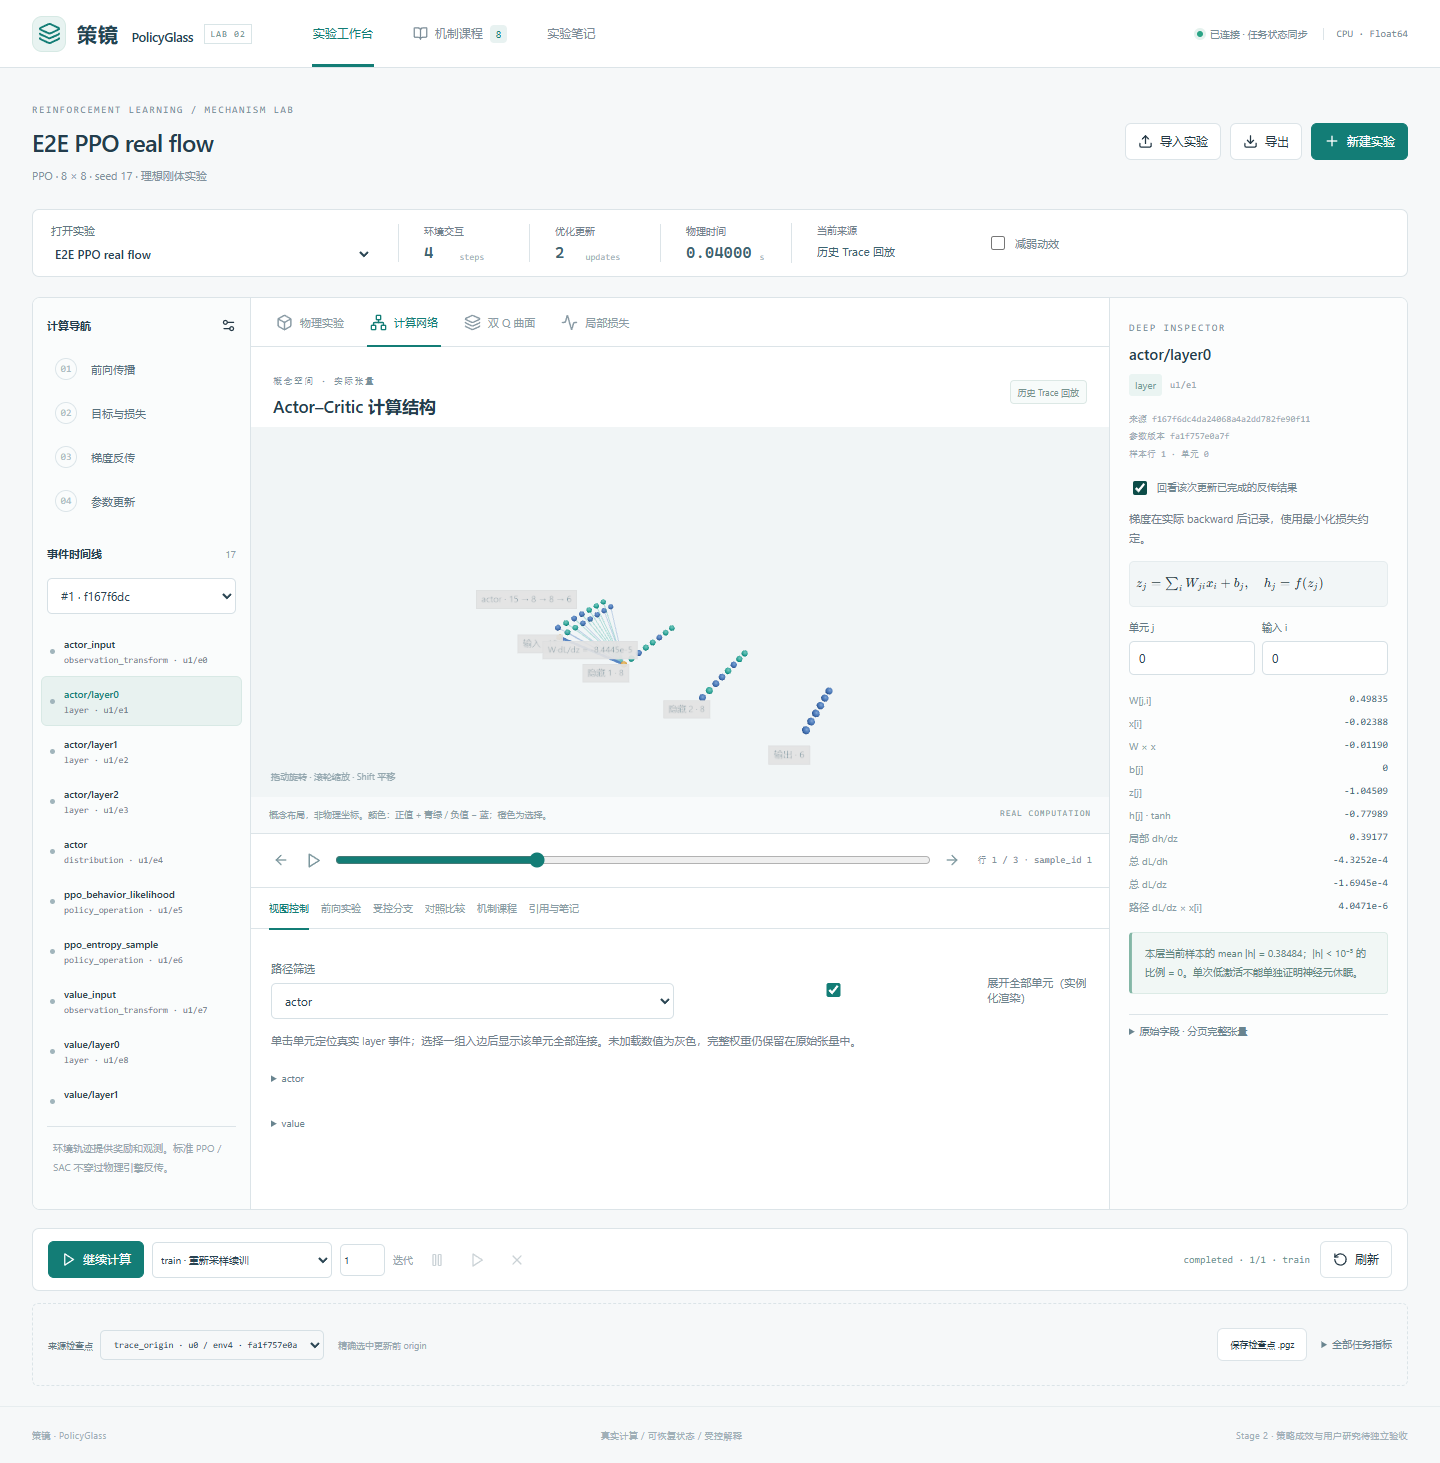 策镜 PolicyGlass LAB 02
实验工作台
机制课程 8
实验笔记
已连接 · 任务状态同步
CPU · Float64
REINFORCEMENT LEARNING / MECHANISM LAB
E2E PPO real flow
PPO · 8 × 8 · seed 17 · 理想刚体实验
导入实验
导出
新建实验
打开实验
E2E PPO real flow
环境交互
4 steps
优化更新
2 updates
物理时间
0.04000 s
当前来源
历史 Trace 回放
减弱动效
计算导航
01 前向传播
02 目标与损失
03 梯度反传
04 参数更新
事件时间线 17
#1 · f167f6dc
actor_input
observation_transform · u1/e0
actor/layer0
layer · u1/e1
actor/layer1
layer · u1/e2
actor/layer2
layer · u1/e3
actor
distribution · u1/e4
ppo_behavior_likelihood
policy_operation · u1/e5
ppo_entropy_sample
policy_operation · u1/e6
value_input
observation_transform · u1/e7
value/layer0
layer · u1/e8
value/layer1
环境轨迹提供奖励和观测。标准 PPO /
SAC 不穿过物理引擎反传。
物理实验
计算网络
双 Q 曲面
局部损失
概念空间 · 实际张量
Actor–Critic 计算结构
历史 Trace 回放
actor · 15 → 8 → 8 → 6
输入
隐藏 1 · 8
隐藏 2 · 8
输出 · 6
拖动旋转 · 滚轮缩放 · Shift 平移
概念布局，非物理坐标。颜色：正值 + 青绿 / 负值 − 蓝；橙色为选择。
REAL COMPUTATION
行 1 / 3 · sample_id 1
视图控制
前向实验
受控分支
对照比较
机制课程
引用与笔记
路径筛选
actor
展开全部单元（实例
化渲染）
单击单元定位真实 layer 事件；选择一组入边后显示该单元全部连接。未加载数值为灰色，完整权重仍保留在原始张量中。
▶ actor
▶ value
DEEP INSPECTOR
actor/layer0
layer u1/e1
来源 f167f6dc4da24068a4a2dd782fe90f11
参数版本 fa1f757e0a7f
样本行 1 · 单元 0
回看该次更新已完成的反传结果
梯度在实际 backward 后记录，使用最小化损失约
定。
z_j = ∑_i W_{ji} x_i + b_j, h_j = f(z_j)
单元 j
输入 i
0
0
W[j,i] 0.49835
x[i] -0.02388
W × x -0.01190
b[j] 0
z[j] -1.04509
h[j] · tanh -0.77989
局部 dh/dz 0.39177
总 dL/dh -4.3252e-4
总 dL/dz -1.6945e-4
路径 dL/dz × x[i] 4.0471e-6
本层当前样本的 mean |h| = 0.38484；|h| < 10⁻³ 的
比例 = 0。单次低激活不能单独证明神经元休眠。
▶ 原始字段 · 分页完整张量
继续计算
train · 重新采样续训
1 迭代
completed · 1/1 · train
刷新
来源检查点
trace_origin · u0 / env4 · fa1f757e0a
精确选中更新前 origin
保存检查点 .pgz
▶ 全部任务指标
策镜 · PolicyGlass
真实计算 / 可恢复状态 / 受控解释
Stage 2 · 策略成效与用户研究待独立验收